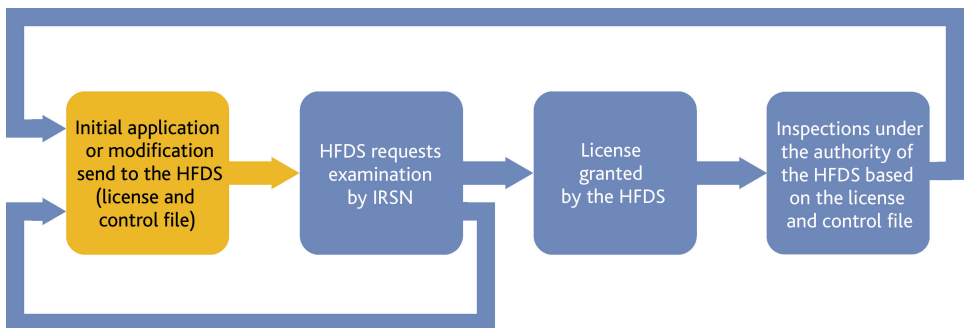 Initial application
or modification
send to the HFDS
(license and
control file)
HFDS requests
examination
by IRSN
License
granted
by the HFDS
Inspections under
the authority of
the HFDS based
on the license
and control file